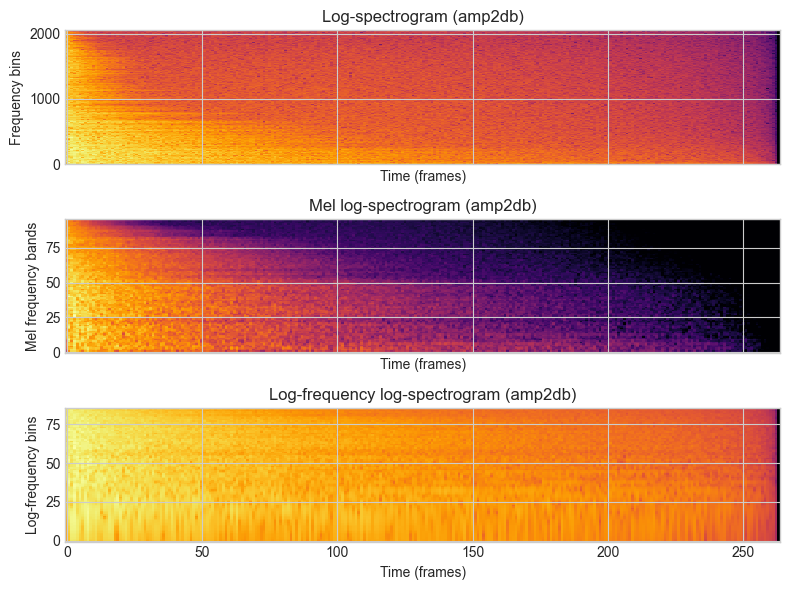 Log-spectrogram (amp2db)
2000
1000
0
Frequency bins
Time (frames)
Mel log-spectrogram (amp2db)
75
50
25
0
Mel frequency bands
Time (frames)
Log-frequency log-spectrogram (amp2db)
75
50
25
0
Log-frequency bins
0 50 100 150 200 250
Time (frames)